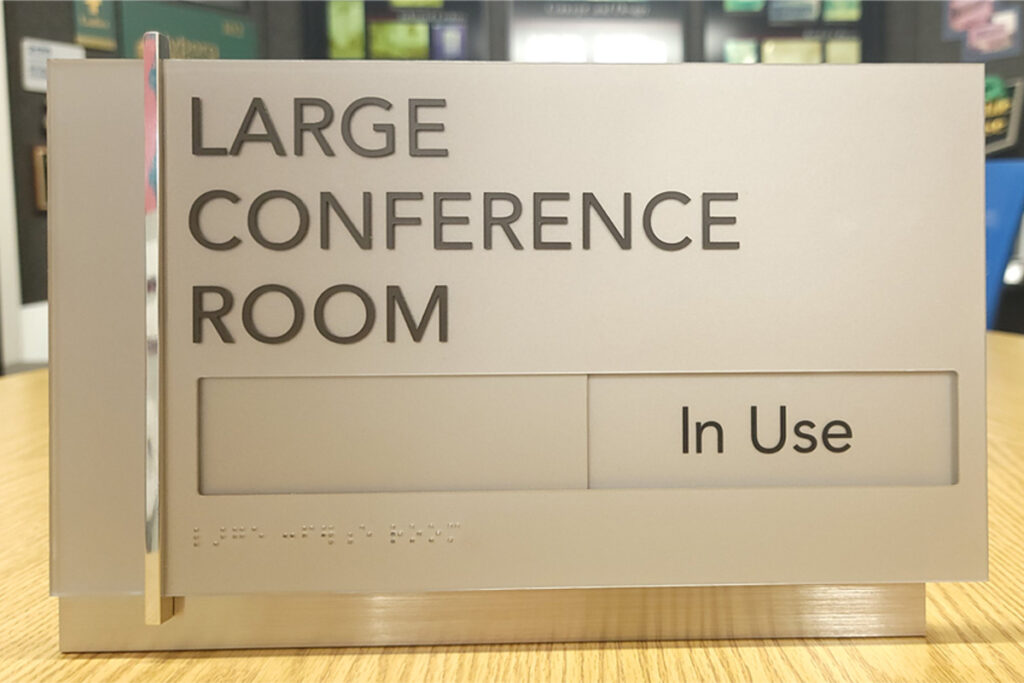 LARGE
CONFERENCE
ROOM
In Use